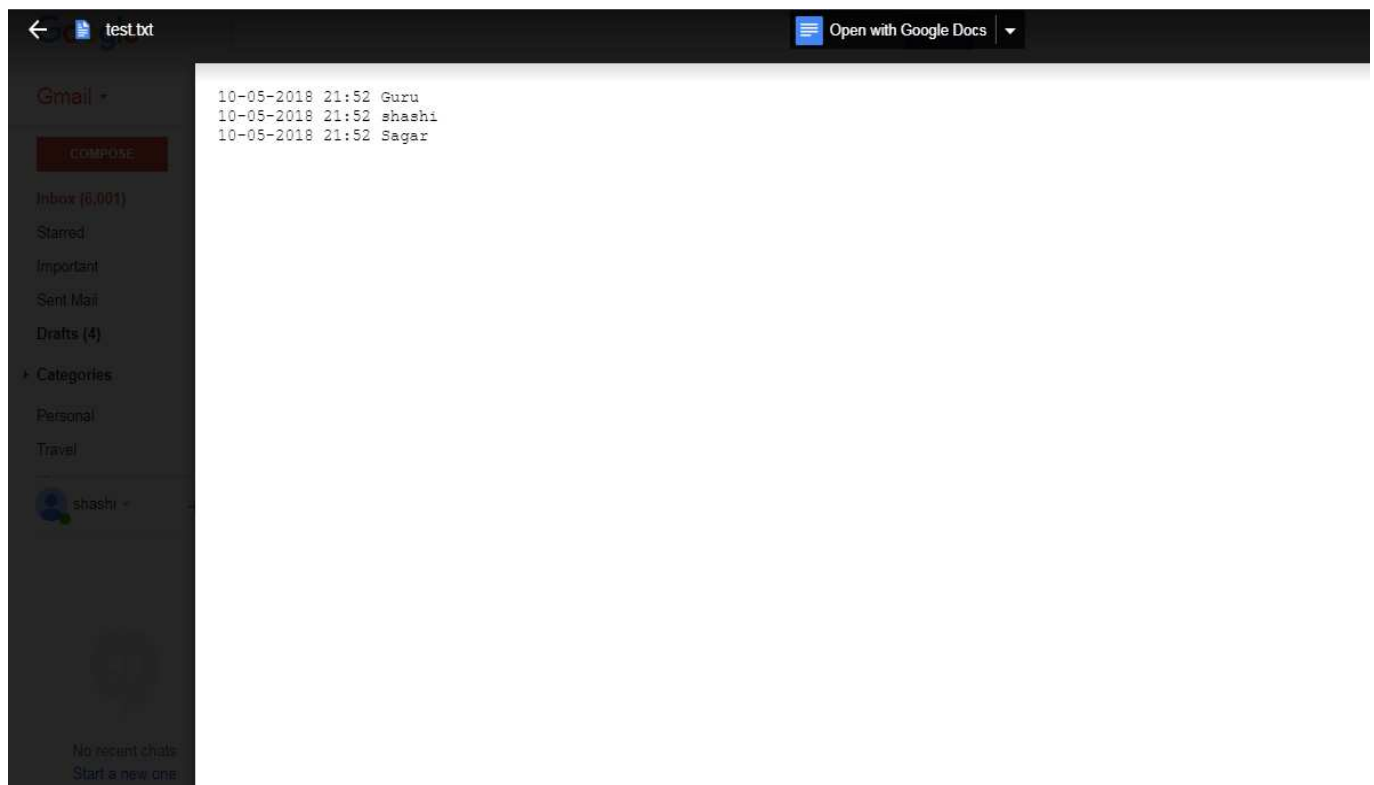 test.txt
Open with Google Docs
Gmail
10-05-2018 21:52 Guru
10-05-2018 21:52 shashi
10-05-2018 21:52 Sagar
COMPOSE
Inbox (6,001)
Starred
Important
Sent Mail
Drafts (4)
Categories
Personal
Travel
shashi
No recent chats
Start a new one